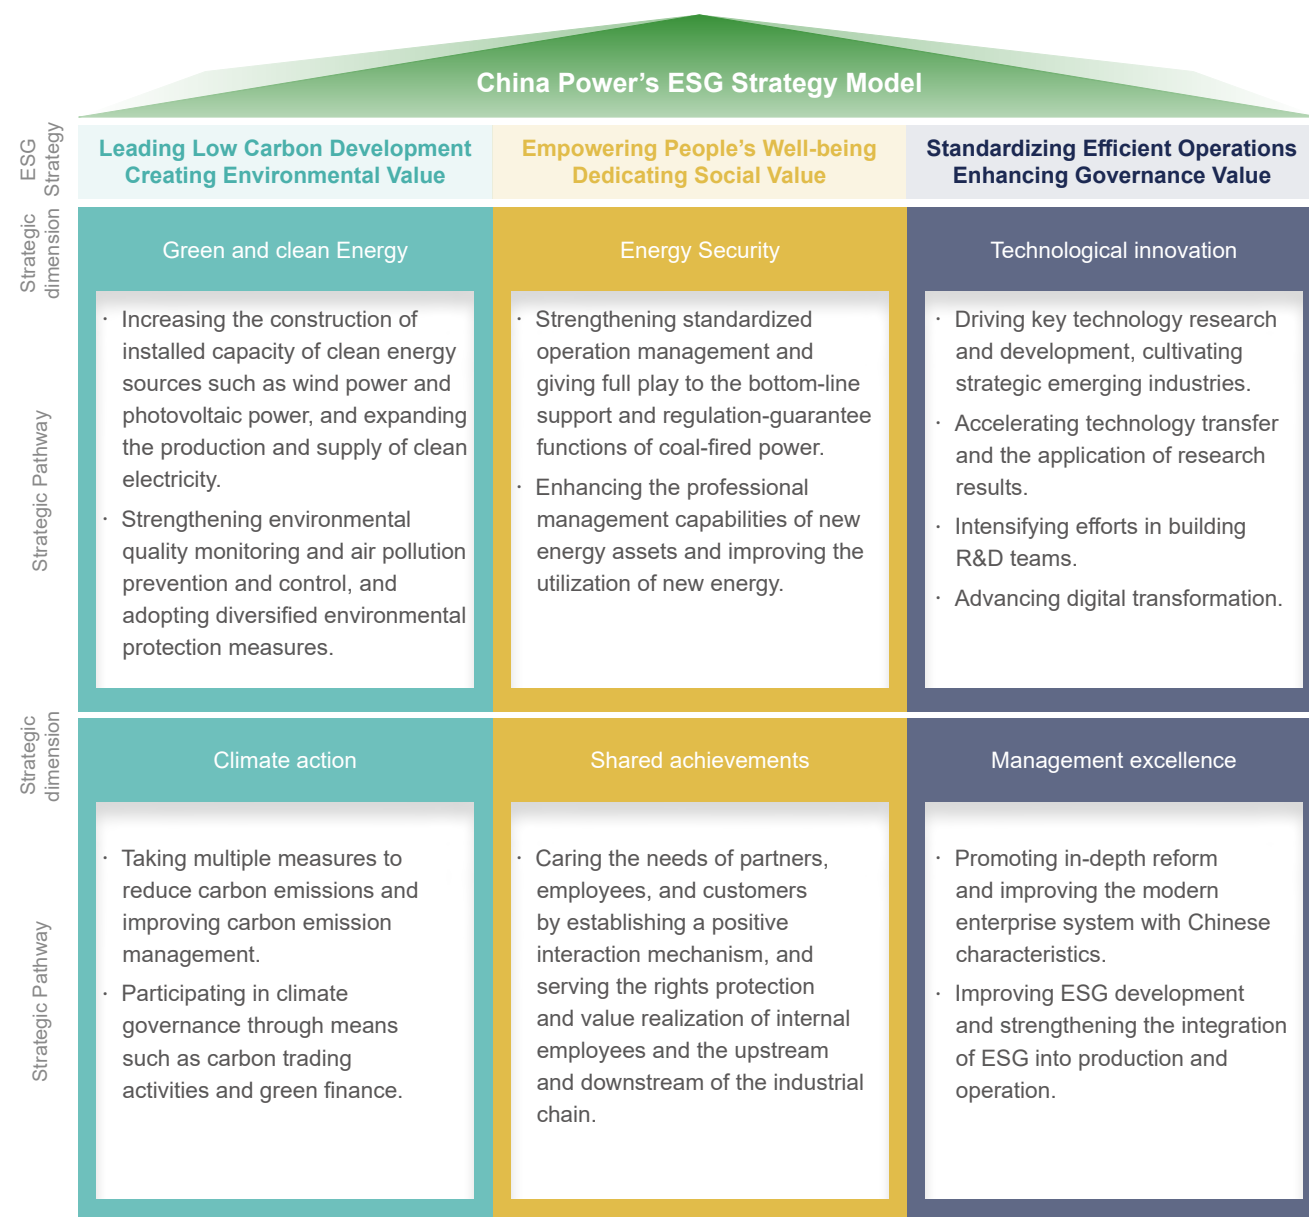 China Power’s ESG Strategy Model
ESG
Strategy
Leading Low Carbon Development
Creating Environmental Value
Empowering People’s Well-being
Dedicating Social Value
Standardizing Efficient Operations
Enhancing Governance Value
Strategic
dimension
Green and clean Energy
Energy Security
Technological innovation
Strategic Pathway
· Increasing the construction of
installed capacity of clean energy
sources such as wind power and
photovoltaic power, and expanding
the production and supply of clean
electricity.
· Strengthening environmental
quality monitoring and air pollution
prevention and control, and
adopting diversified environmental
protection measures.
· Strengthening standardized
operation management and
giving full play to the bottom-line
support and regulation-guarantee
functions of coal-fired power.
· Enhancing the professional
management capabilities of new
energy assets and improving the
utilization of new energy.
· Driving key technology research
and development, cultivating
strategic emerging industries.
· Accelerating technology transfer
and the application of research
results.
· Intensifying efforts in building
R&D teams.
· Advancing digital transformation.
Strategic
dimension
Climate action
Shared achievements
Management excellence
Strategic Pathway
· Taking multiple measures to
reduce carbon emissions and
improving carbon emission
management.
· Participating in climate
governance through means
such as carbon trading
activities and green finance.
· Caring the needs of partners,
employees, and customers
by establishing a positive
interaction mechanism, and
serving the rights protection
and value realization of internal
employees and the upstream
and downstream of the industrial
chain.
· Promoting in-depth reform
and improving the modern
enterprise system with Chinese
characteristics.
· Improving ESG development
and strengthening the integration
of ESG into production and
operation.